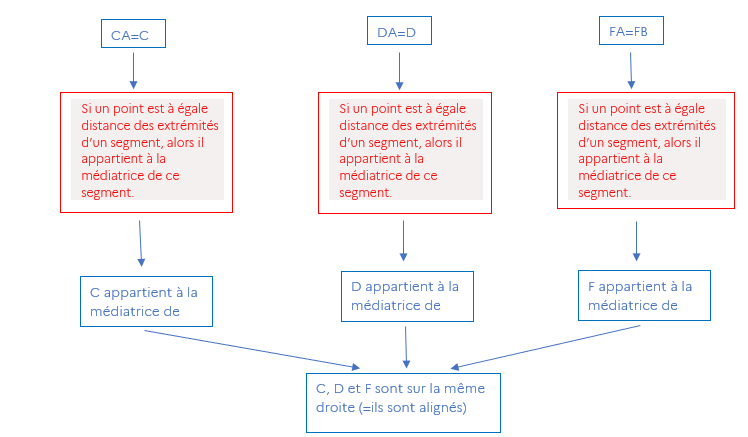 CA=C
DA=D
FA=FB
Si un point est à égale
distance des extrémités
d’un segment, alors il
appartient à la
médiatrice de ce
segment.
Si un point est à égale
distance des extrémités
d’un segment, alors il
appartient à la
médiatrice de ce
segment.
Si un point est à égale
distance des extrémités
d’un segment, alors il
appartient à la
médiatrice de ce
segment.
C appartient à la
médiatrice de
D appartient à la
médiatrice de
F appartient à la
médiatrice de
C, D et F sont sur la même
droite (=ils sont alignés)